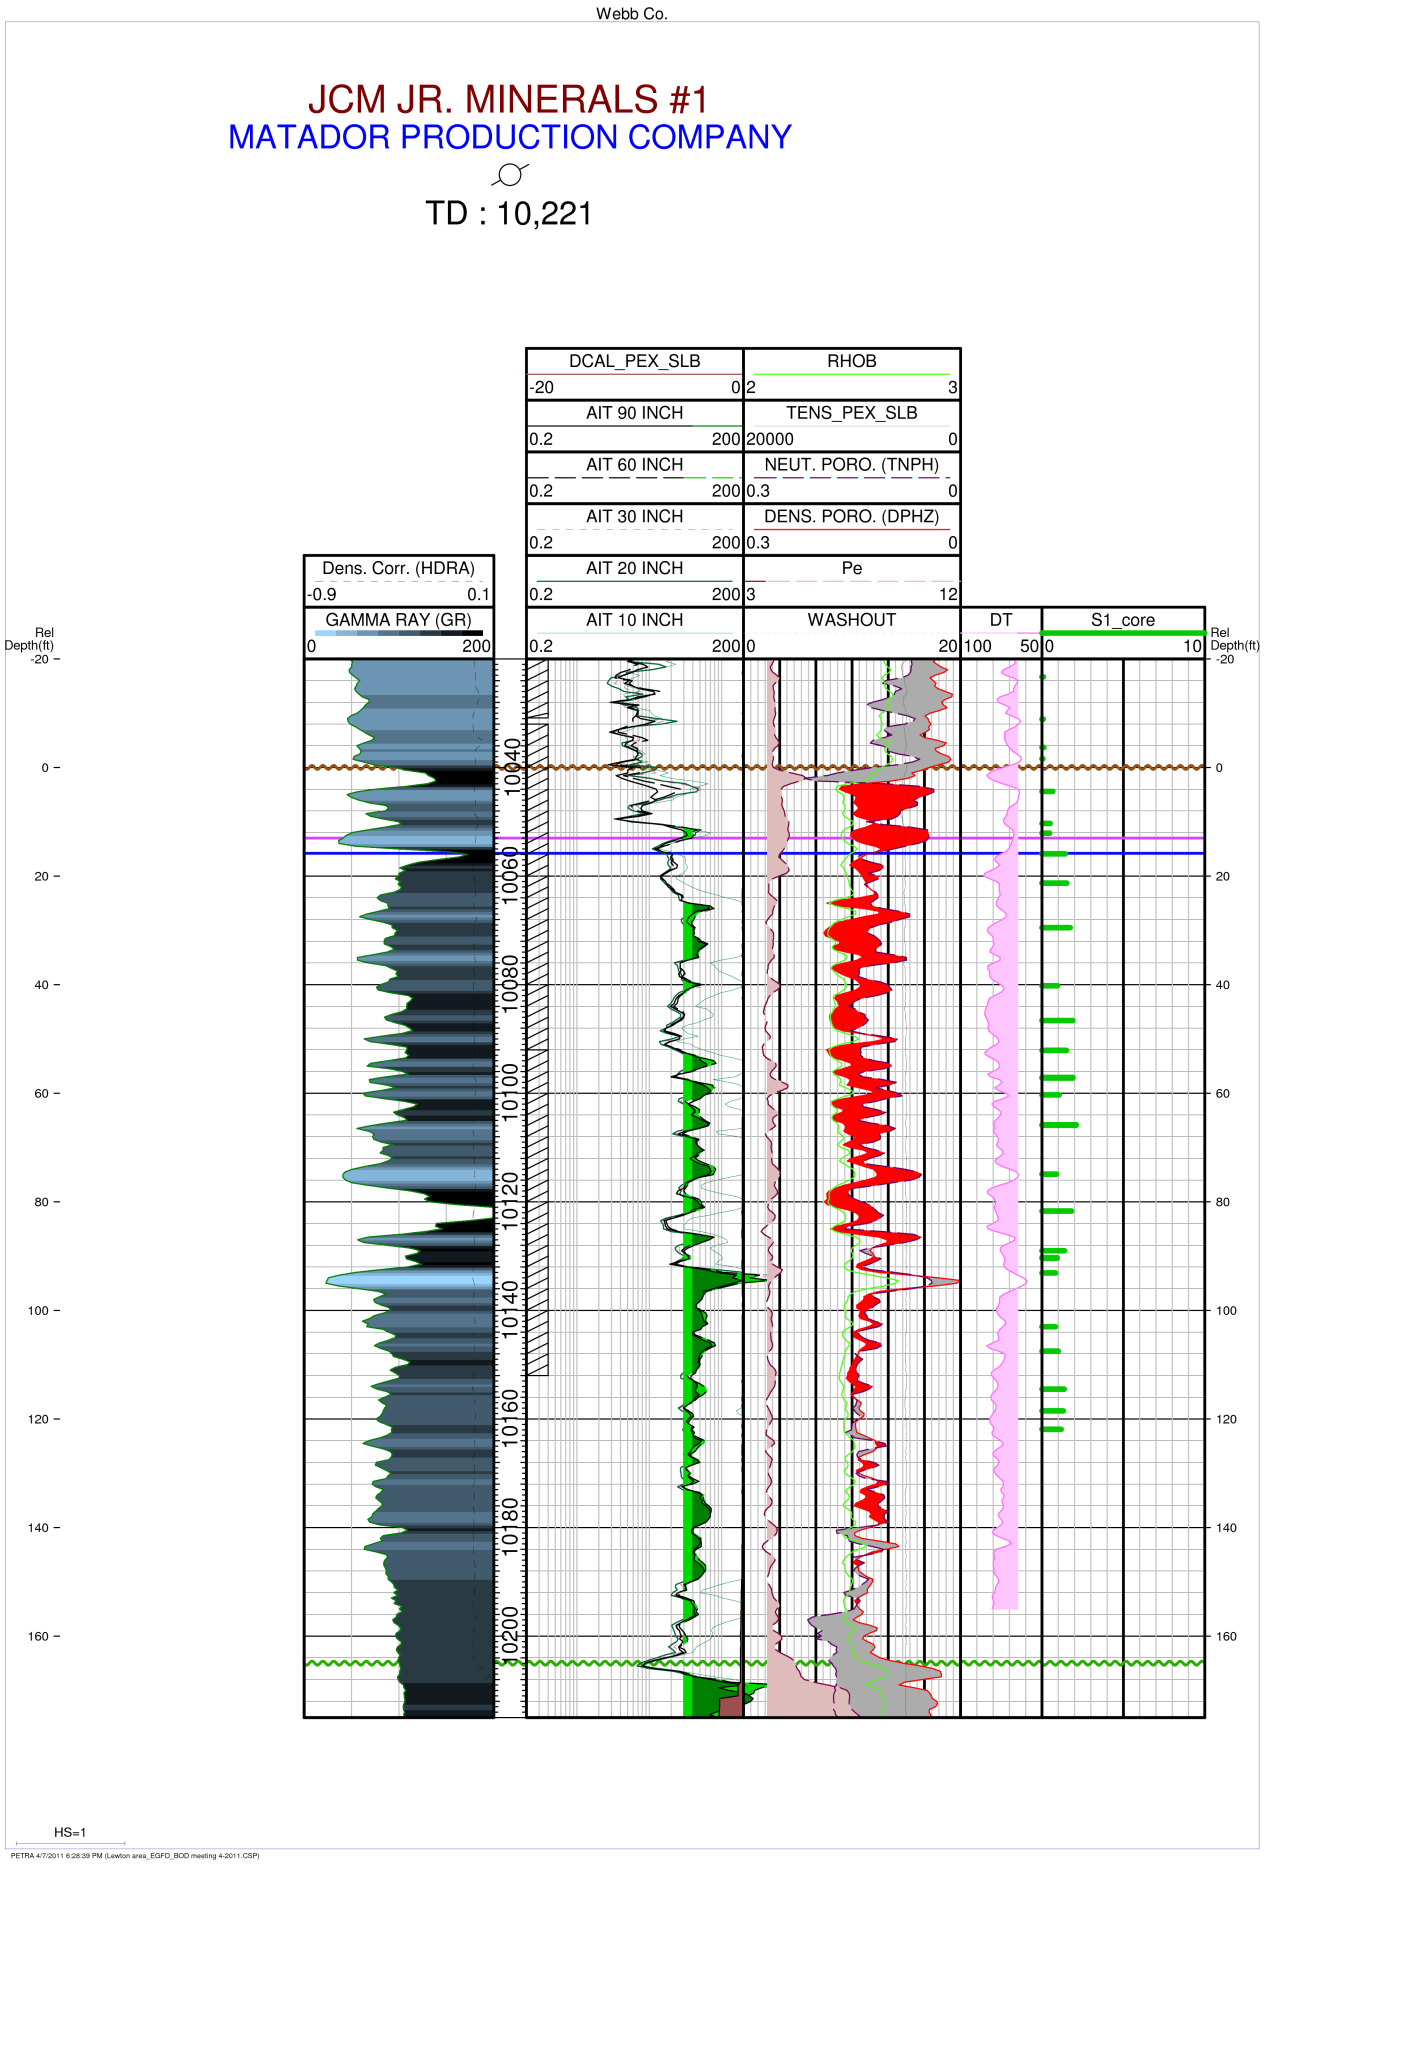 Webb Co.
JCM JR. MINERALS #1
MATADOR PRODUCTION COMPANY
TD : 10,221
DCAL_PEX_SLB RHOB
-20 0 2 3
AIT 90 INCH TENS_PEX_SLB
0.2 200 20000 0
AIT 60 INCH NEUT. PORO. (TNPH)
0.2 200 0.3 0
AIT 30 INCH DENS. PORO. (DPHZ)
0.2 200 0.3 0
Dens. Corr. (HDRA) AIT 20 INCH Pe
-0.9 0.1 0.2 200 3 12
GAMMA RAY (GR) AIT 10 INCH WASHOUT DT S1_core
Rel Rel
Depth(ft) 0 200 0.2 200 0 20 100 50 0 10 Depth(ft)
-20 -20
10040
0 0
10060
20 20
10080
40 40
10100
60 60
10120
80 80
10140
100 100
10160
120 120
10180
140 140
10200
160 160
HS=1
PETRA 4/7/2011 6:28:39 PM (Lewton area_EGFD_BOD meeting 4-2011.CSP)